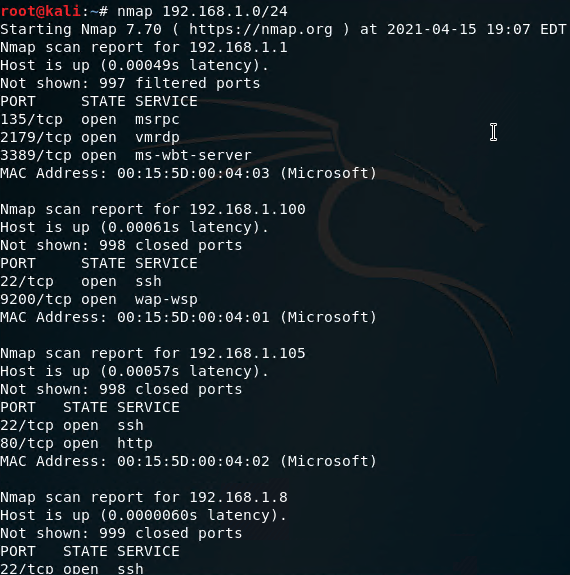 root@kali:~# nmap 192.168.1.0/24
Starting Nmap 7.70 ( https://nmap.org ) at 2021-04-15 19:07 EDT
Nmap scan report for 192.168.1.1
Host is up (0.00049s latency).
Not shown: 997 filtered ports
PORT     STATE SERVICE
135/tcp  open  msrpc
2179/tcp open  vmrdp
3389/tcp open  ms-wbt-server
MAC Address: 00:15:5D:00:04:03 (Microsoft)

Nmap scan report for 192.168.1.100
Host is up (0.00061s latency).
Not shown: 998 closed ports
PORT     STATE SERVICE
22/tcp   open  ssh
9200/tcp open  wap-wsp
MAC Address: 00:15:5D:00:04:01 (Microsoft)

Nmap scan report for 192.168.1.105
Host is up (0.00057s latency).
Not shown: 998 closed ports
PORT   STATE SERVICE
22/tcp open  ssh
80/tcp open  http
MAC Address: 00:15:5D:00:04:02 (Microsoft)

Nmap scan report for 192.168.1.8
Host is up (0.0000060s latency).
Not shown: 999 closed ports
PORT   STATE SERVICE
22/tcp open  ssh